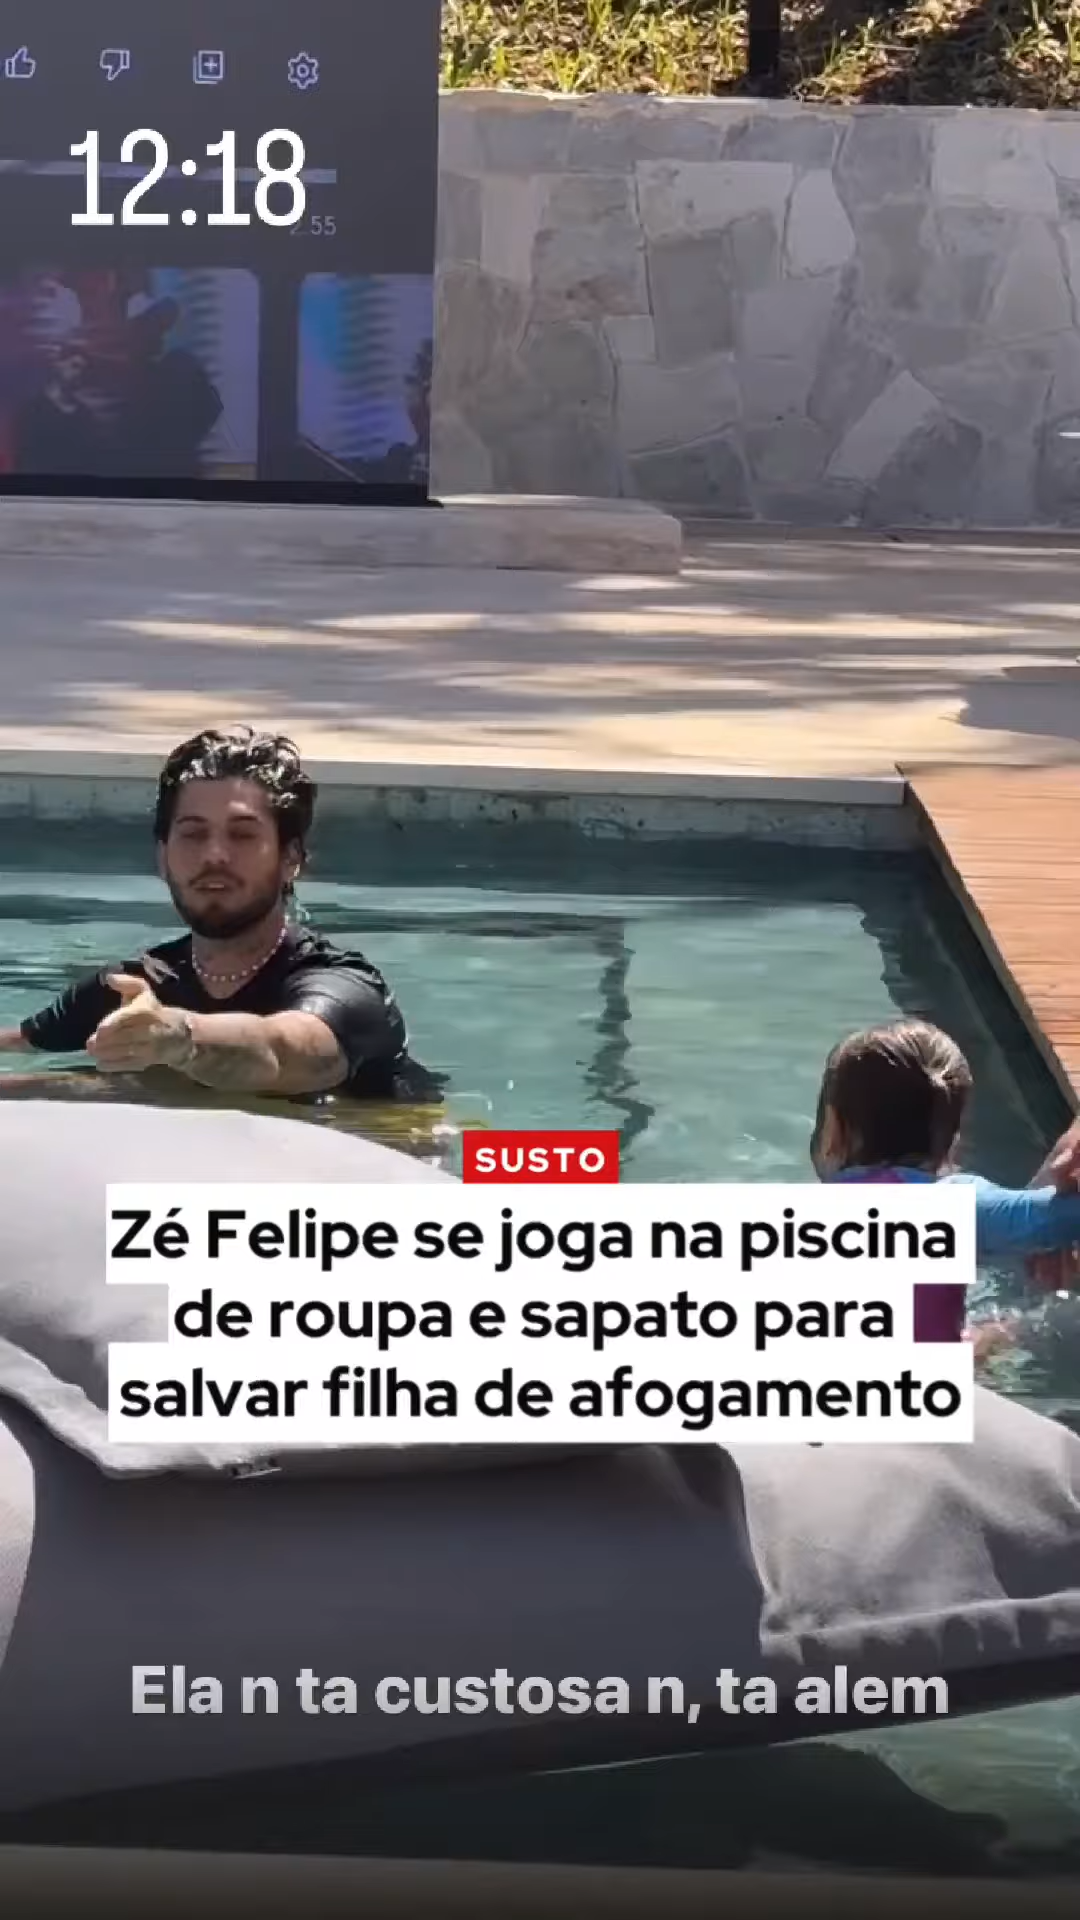 12:18
2:55
SUSTO
Zé Felipe se joga na piscina
de roupa e sapato para
salvar filha de afogamento
Ela n ta custosa n, ta alem